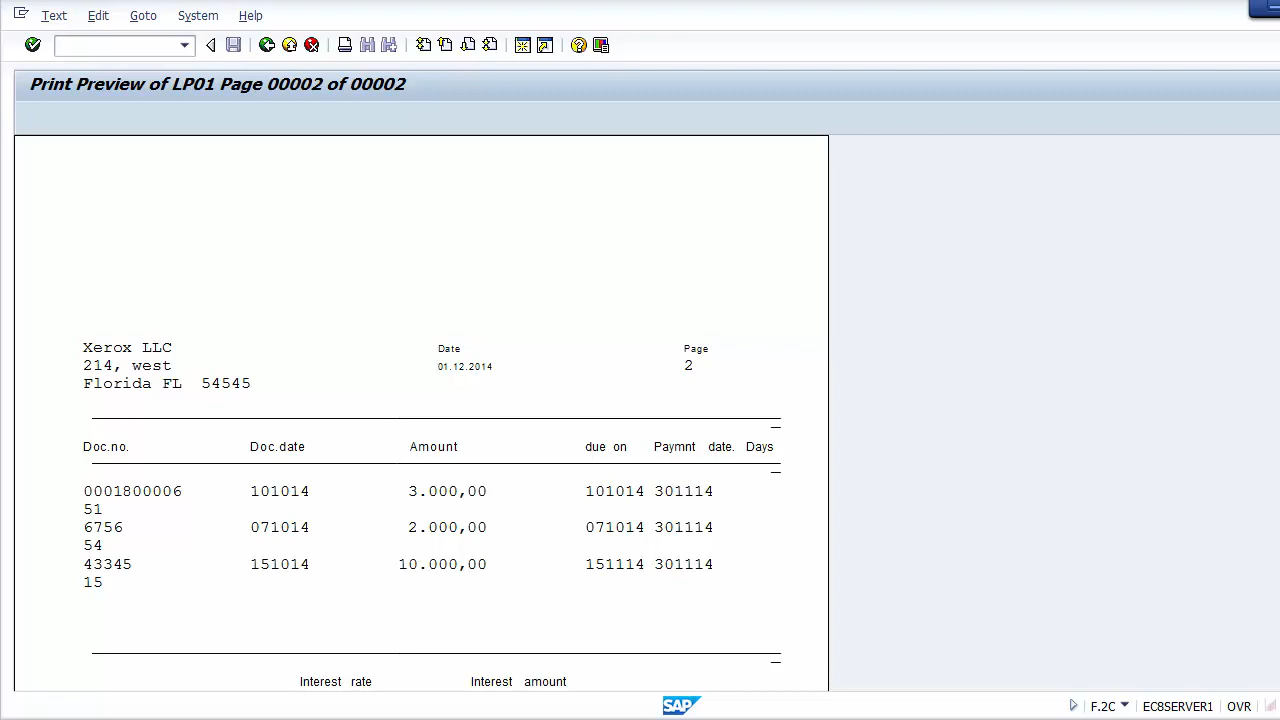 Text Edit Goto System Help
Print Preview of LP01 Page 00002 of 00002
Xerox LLC Date Page
214, west 01.12.2014 2
Florida FL 54545
Doc.no. Doc.date Amount due on Paymnt date. Days
0001800006 101014 3.000,00 101014 301114
51
6756 071014 2.000,00 071014 301114
54
43345 151014 10.000,00 151114 301114
15
Interest rate Interest amount
SAP F.2C EC8SERVER1 OVR